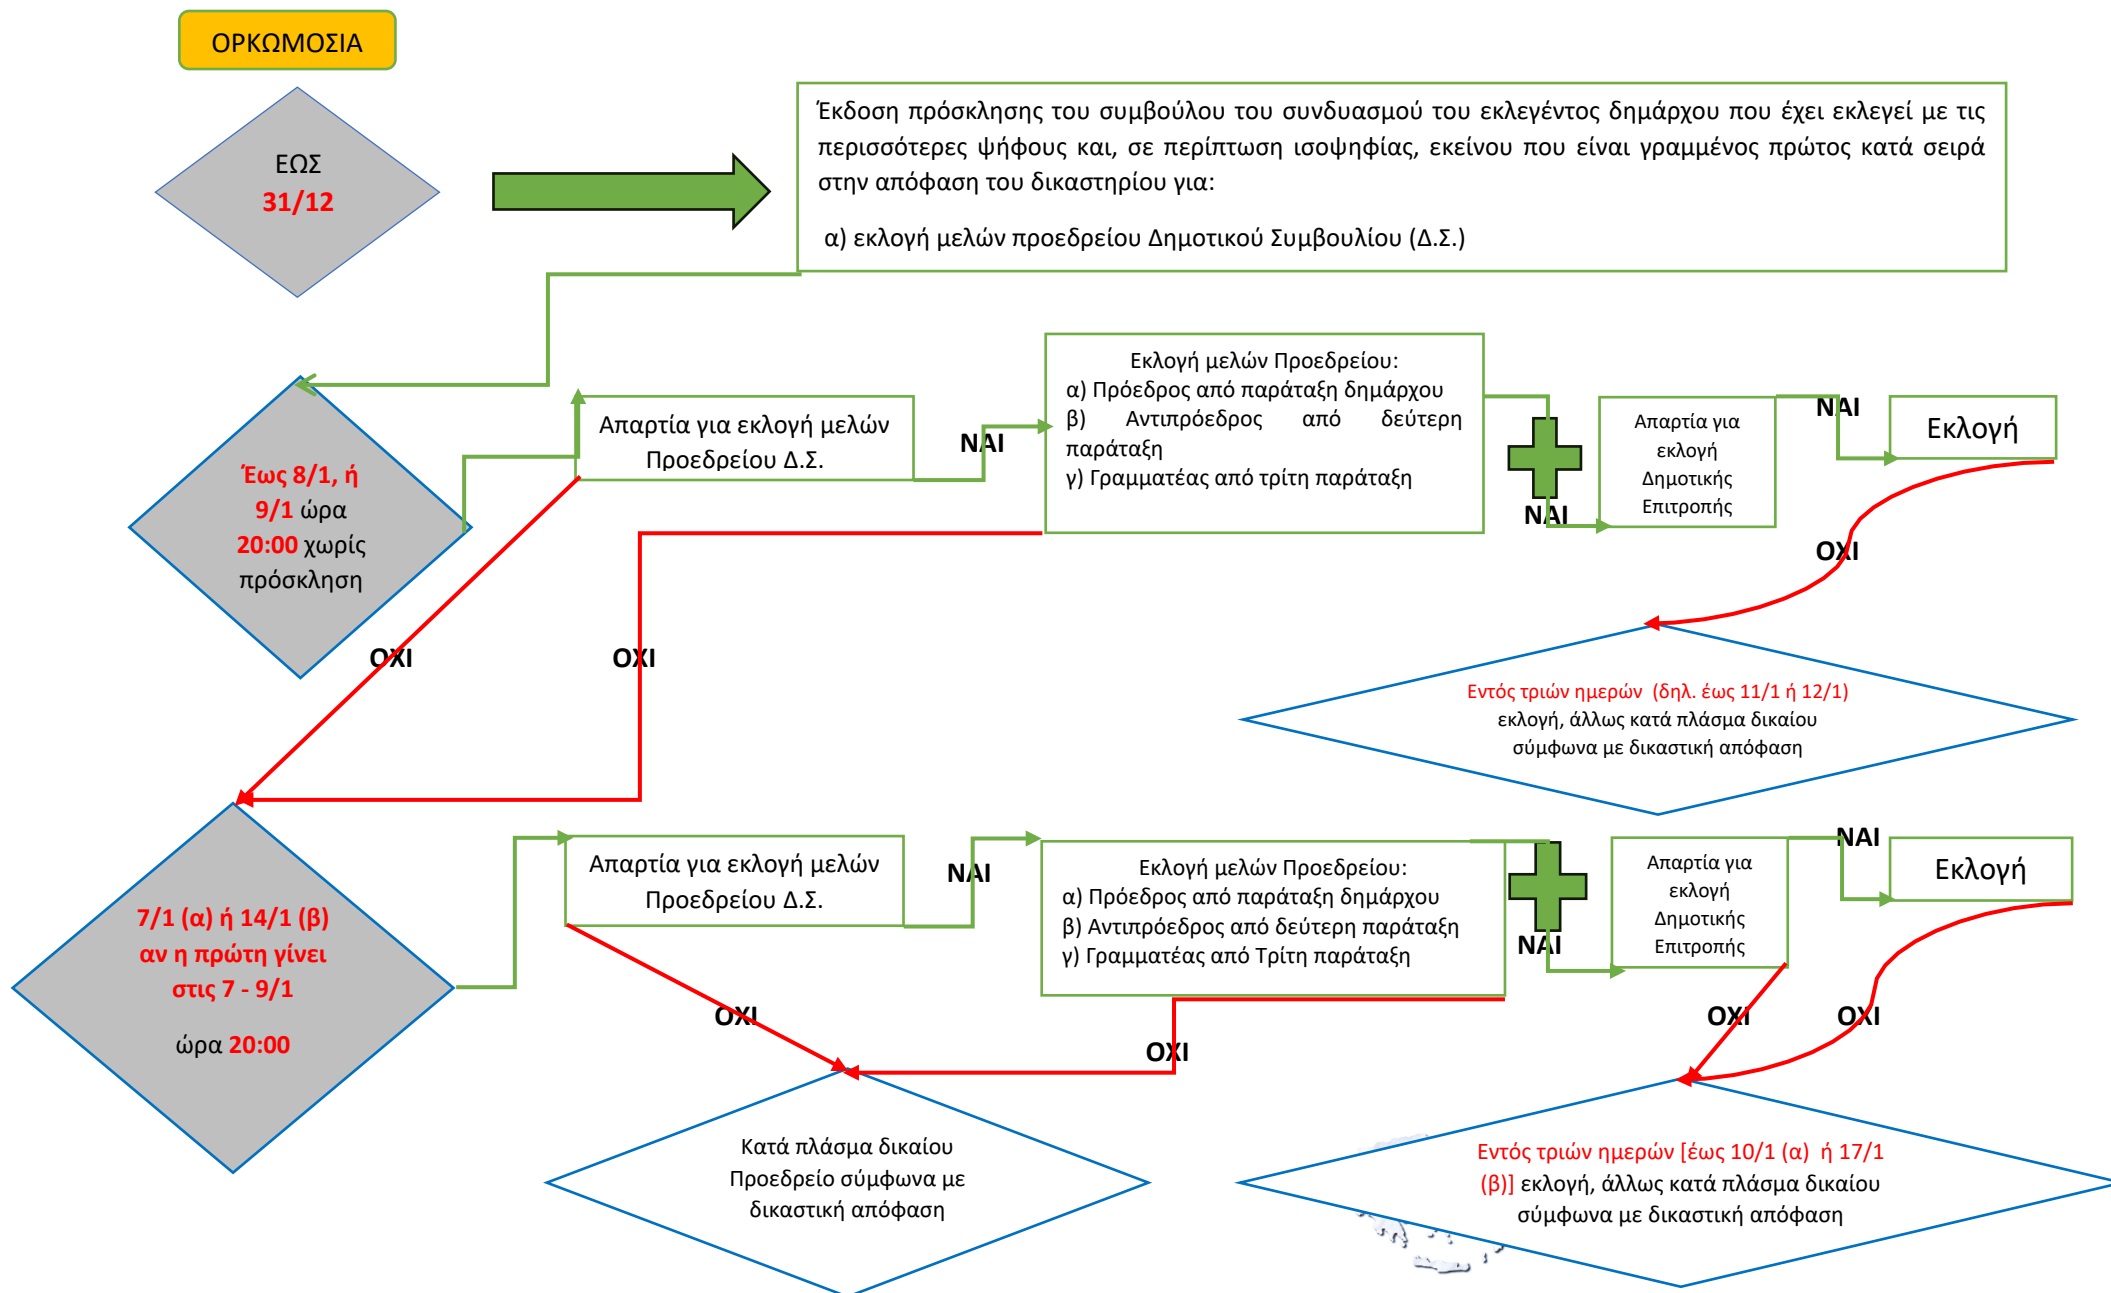 ΟΡΚΩΜΟΣΙΑ
ΕΩΣ
31/12
Έκδοση πρόσκλησης του συμβούλου του συνδυασμού του εκλεγέντος δημάρχου που έχει εκλεγεί με τις
περισσότερες ψήφους και, σε περίπτωση ισοψηφίας, εκείνου που είναι γραμμένος πρώτος κατά σειρά
στην απόφαση του δικαστηρίου για:
α) εκλογή μελών προεδρείου Δημοτικού Συμβουλίου (Δ.Σ.)
Έως 8/1, ή
9/1 ώρα
20:00 χωρίς
πρόσκληση
Απαρτία για εκλογή μελών
Προεδρείου Δ.Σ.
ΝΑΙ
Εκλογή μελών Προεδρείου:
α) Πρόεδρος από παράταξη δημάρχου
β) Αντιπρόεδρος από δεύτερη
παράταξη
γ) Γραμματέας από τρίτη παράταξη
ΝΑΙ
Απαρτία για
εκλογή
Δημοτικής
Επιτροπής
ΝΑΙ
Εκλογή
ΟΧΙ
ΟΧΙ
ΟΧΙ
Εντός τριών ημερών (δηλ. έως 11/1 ή 12/1)
εκλογή, άλλως κατά πλάσμα δικαίου
σύμφωνα με δικαστική απόφαση
7/1 (α) ή 14/1 (β)
αν η πρώτη γίνει
στις 7 - 9/1
ώρα 20:00
Απαρτία για εκλογή μελών
Προεδρείου Δ.Σ.
ΝΑΙ
Εκλογή μελών Προεδρείου:
α) Πρόεδρος από παράταξη δημάρχου
β) Αντιπρόεδρος από δεύτερη παράταξη
γ) Γραμματέας από Τρίτη παράταξη
ΝΑΙ
Απαρτία για
εκλογή
Δημοτικής
Επιτροπής
ΝΑΙ
Εκλογή
ΟΧΙ
ΟΧΙ
ΟΧΙ
ΟΧΙ
Κατά πλάσμα δικαίου
Προεδρείο σύμφωνα με
δικαστική απόφαση
Εντός τριών ημερών [έως 10/1 (α) ή 17/1
(β)] εκλογή, άλλως κατά πλάσμα δικαίου
σύμφωνα με δικαστική απόφαση